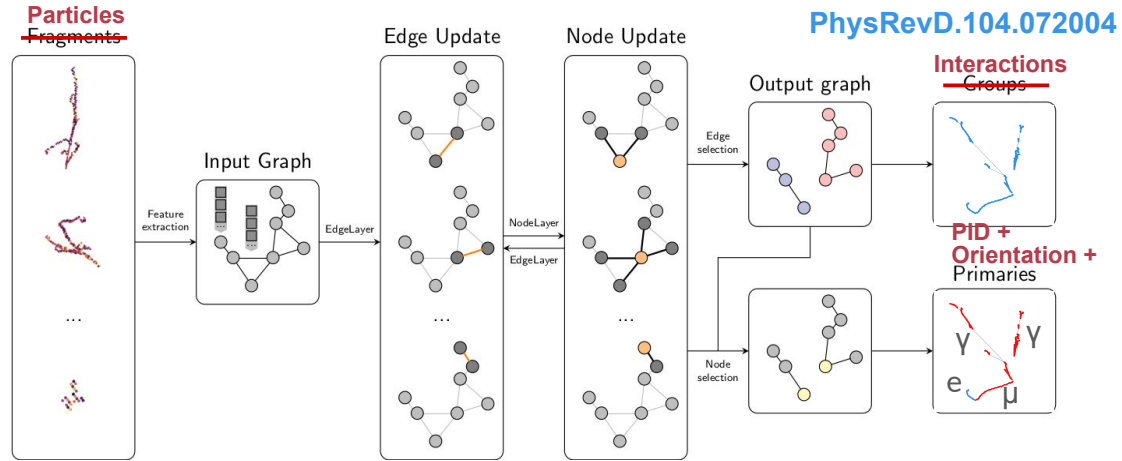 Particles
Fragments
Edge Update
Node Update
PhysRevD.104.072004
Interactions
Groups
Output graph
Input Graph
Edge
selection
Feature
extraction
EdgeLayer
NodeLayer
EdgeLayer
PID +
Orientation +
Primaries
...
...
...
Node
selection
γ
γ
e
μ